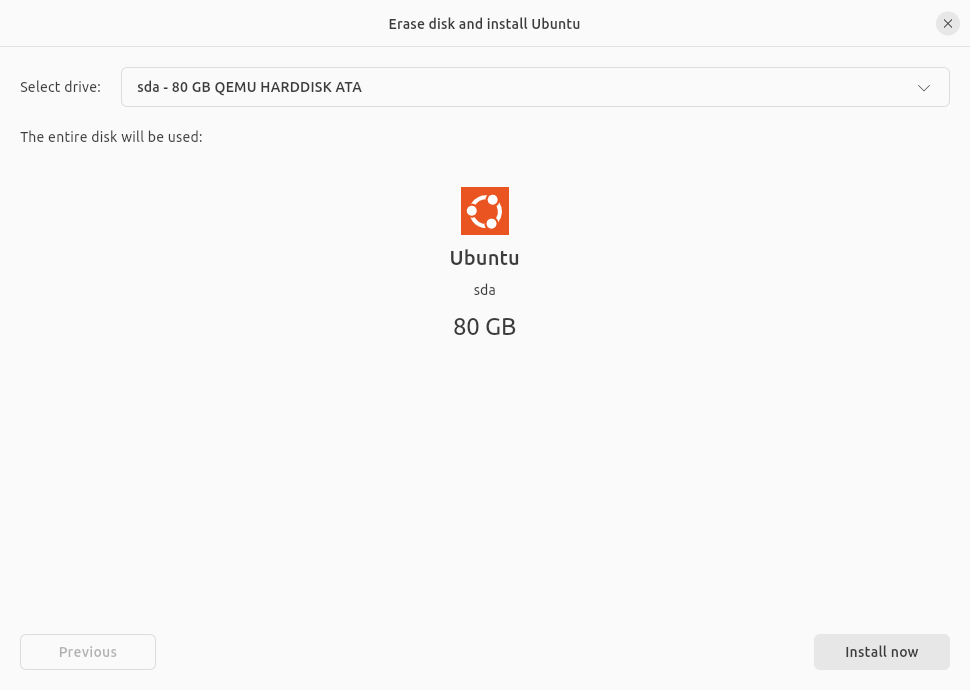 Erase disk and install Ubuntu
Select drive: sda - 80 GB QEMU HARDDISK ATA
The entire disk will be used:
Ubuntu
sda
80 GB
Previous Install now